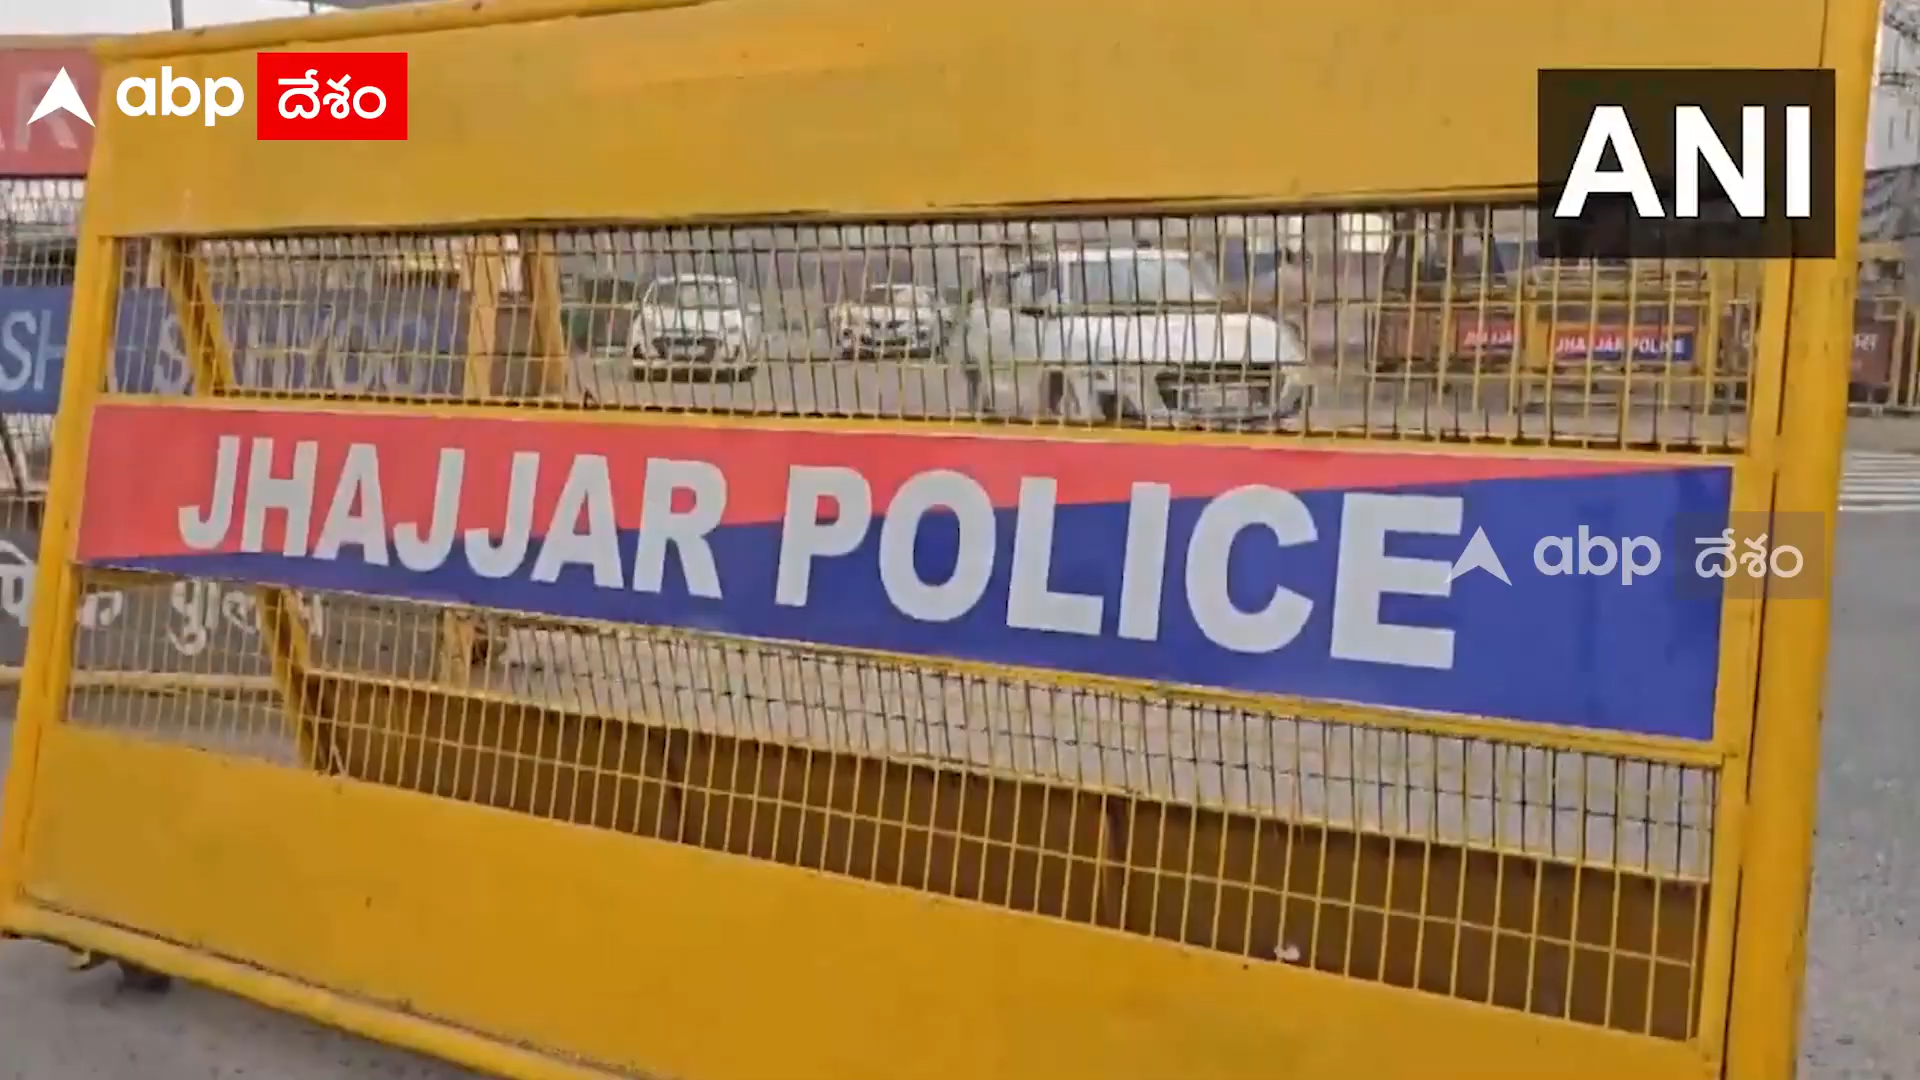 abp దేశం
ANI
JHAJJAR POLICE
JHAJJAR POLICE
abp దేశం